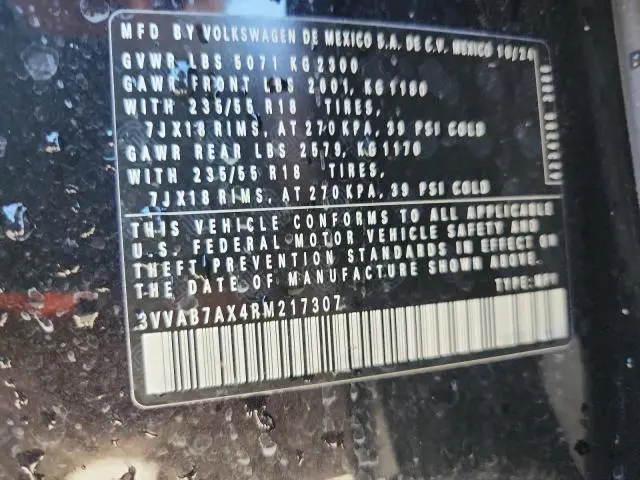 MFD BY VOLKSWAGEN DE MEXICO S.A. DE C.V. MEXICO 10/24
GVWR LBS 5071 KG 2300
GAWR FRONT LBS 2601, KG 1180
WITH 235/55 R18 TIRES,
7JX18 RIMS, AT 270 KPA, 39 PSI COLD
GAWR REAR LBS 2579, KG 1170
WITH 235/55 R18 TIRES,
7JX18 RIMS, AT 270 KPA, 39 PSI COLD
THIS VEHICLE CONFORMS TO ALL APPLICABLE
U.S. FEDERAL MOTOR VEHICLE SAFETY AND
THEFT PREVENTION STANDARDS IN EFFECT ON
THE DATE OF MANUFACTURE SHOWN ABOVE.
TYPE: MPV
3VVAB7AX4RM217307